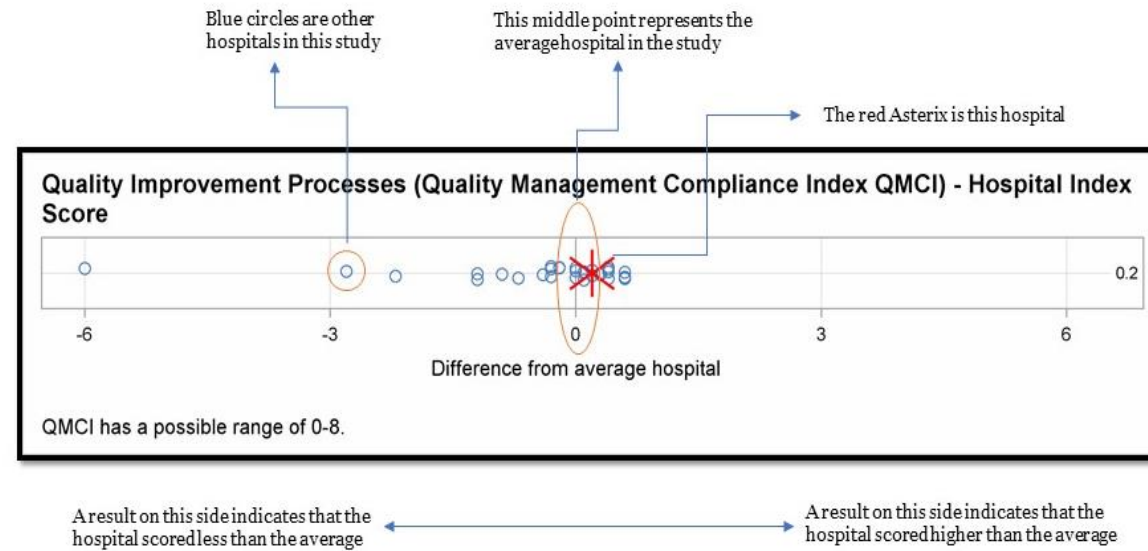 Blue circles are other
hospitals in this study
This middle point represents the
average hospital in the study
The red Asterix is this hospital
Quality Improvement Processes (Quality Management Compliance Index QMCI) - Hospital Index
Score
0.2
-6 -3 0 3 6
Difference from average hospital
QMCI has a possible range of 0-8.
A result on this side indicates that the
hospital scored less than the average
A result on this side indicates that the
hospital scored higher than the average